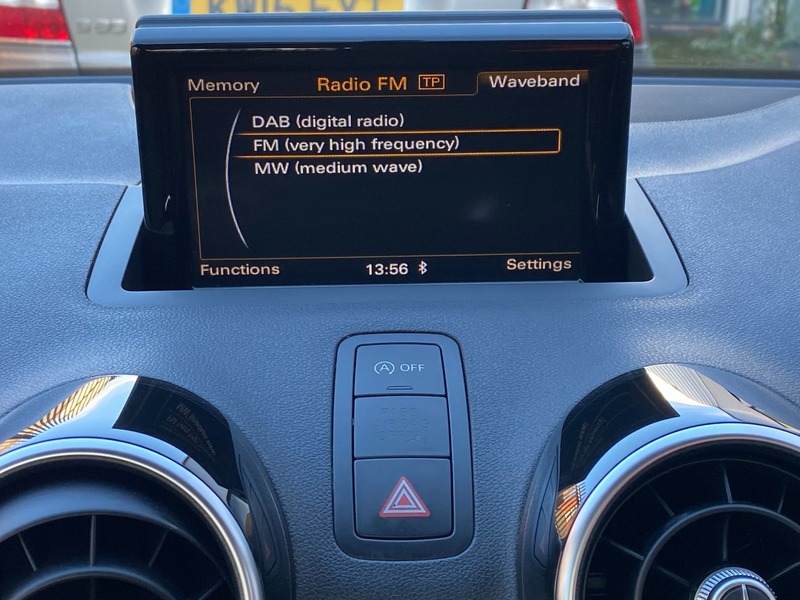 Memory Radio FM TP Waveband
DAB (digital radio)
FM (very high frequency)
MW (medium wave)
Functions 13:56 Settings
A OFF